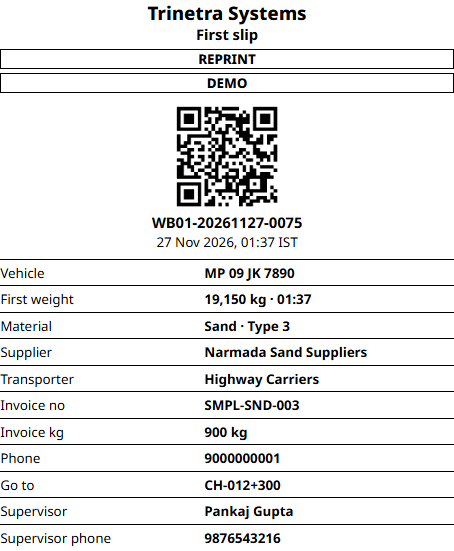 Trinetra Systems
First slip
REPRINT
DEMO
WB01-20261127-0075
27 Nov 2026, 01:37 IST
Vehicle MP 09 JK 7890
First weight 19,150 kg · 01:37
Material Sand · Type 3
Supplier Narmada Sand Suppliers
Transporter Highway Carriers
Invoice no SMPL-SND-003
Invoice kg 900 kg
Phone 9000000001
Go to CH-012+300
Supervisor Pankaj Gupta
Supervisor phone 9876543216